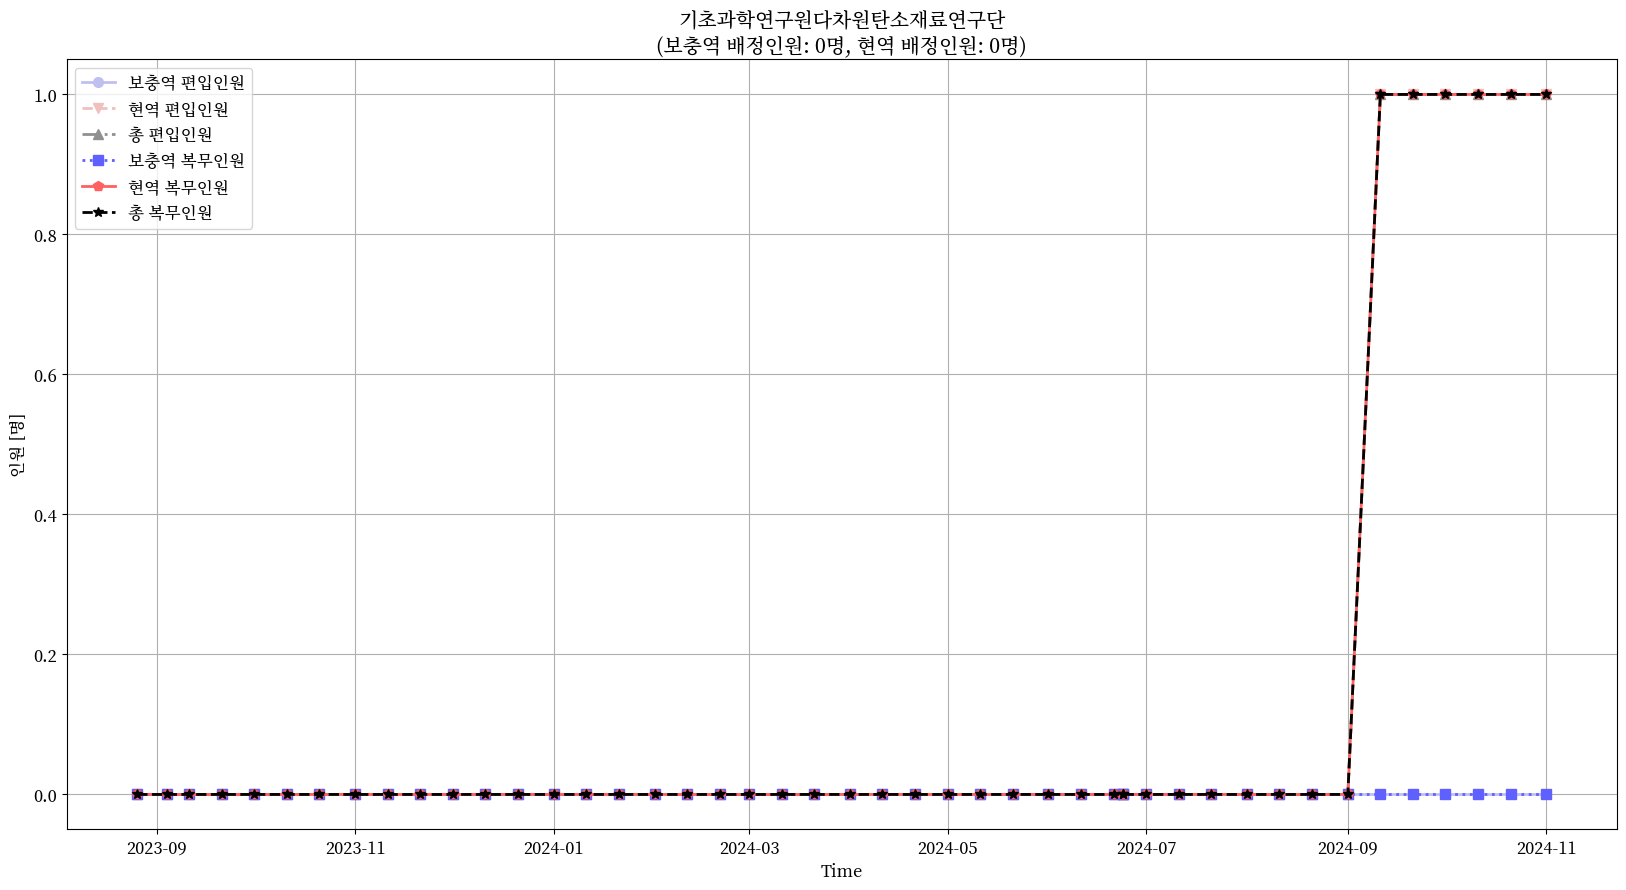 기초과학연구원다차원탄소재료연구단
(보충역 배정인원: 0명, 현역 배정인원: 0명)
보충역 편입인원
현역 편입인원
총 편입인원
보충역 복무인원
현역 복무인원
총 복무인원
1.0
0.8
0.6
0.4
0.2
0.0
인원 [명]
2023-09 2023-11 2024-01 2024-03 2024-05 2024-07 2024-09 2024-11
Time